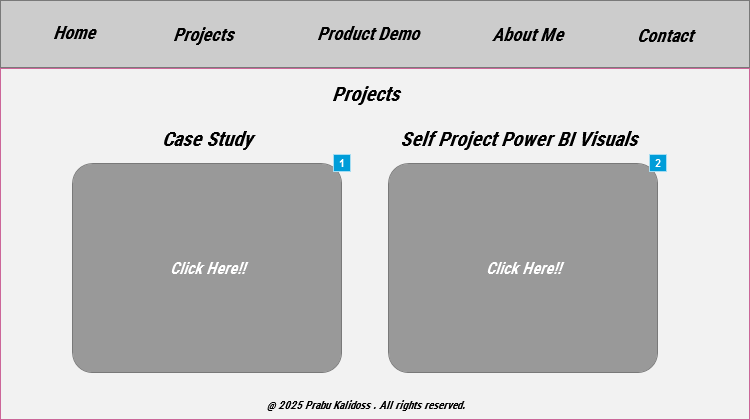 Home Projects Product Demo About Me Contact
Projects
Case Study Self Project Power BI Visuals
1 2
Click Here!! Click Here!!
@ 2025 Prabu Kalidoss . All rights reserved.